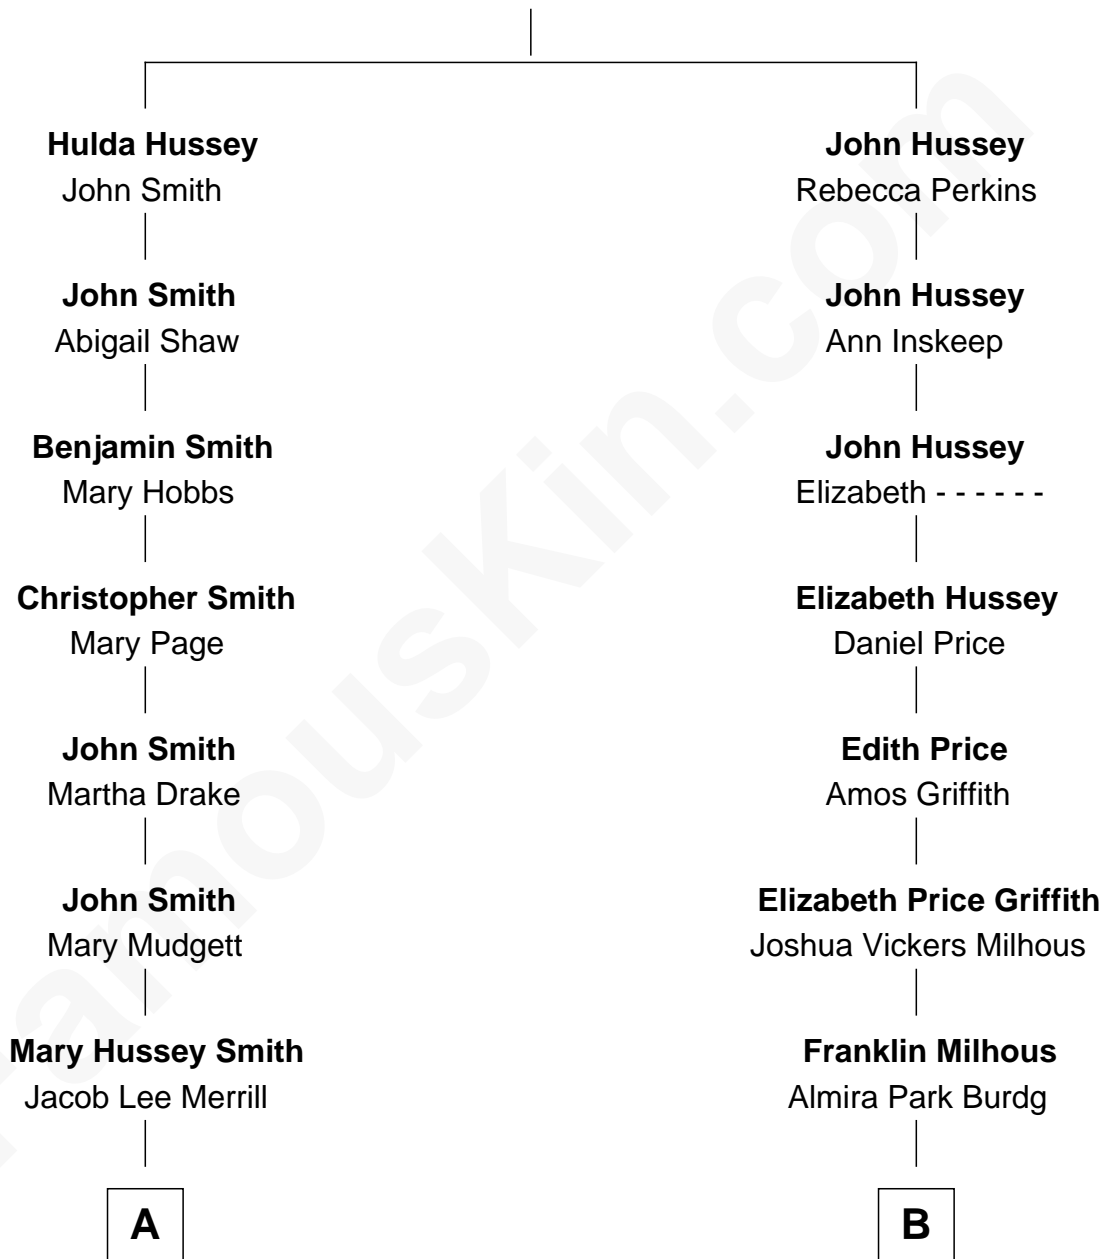 Hulda Hussey
John Smith
John Smith
Abigail Shaw
Benjamin Smith
Mary Hobbs
Christopher Smith
Mary Page
John Smith
Martha Drake
John Smith
Mary Mudgett
Mary Hussey Smith
Jacob Lee Merrill
A
John Hussey
Rebecca Perkins
John Hussey
Ann Inskeep
John Hussey
Elizabeth - - - - - -
Elizabeth Hussey
Daniel Price
Edith Price
Amos Griffith
Elizabeth Price Griffith
Joshua Vickers Milhous
Franklin Milhous
Almira Park Burdg
B
FamousKin.com